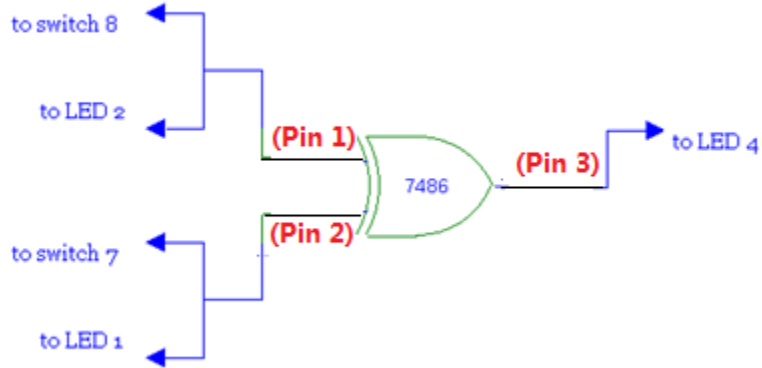 to switch 8
to LED 2
(Pin 1)
7486
(Pin 3)
to LED 4
(Pin 2)
to switch 7
to LED 1